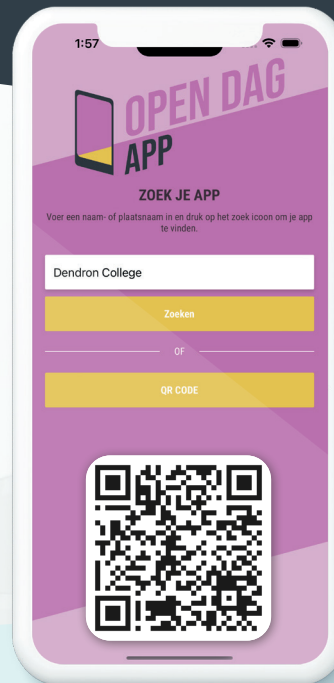 1:57
OPEN DAG
APP
ZOEK JE APP
Voer een naam- of plaatsnaam in en druk op het zoek icoon om je app
te vinden.
Dendron College
Zoeken
OF
QR CODE